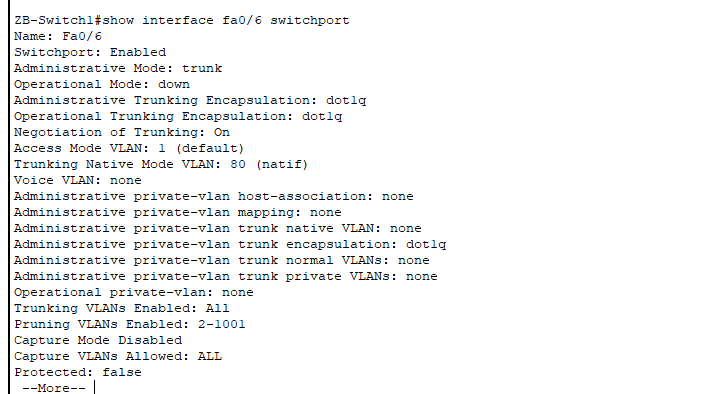 ZB-Switch1#show interface fa0/6 switchport
Name: Fa0/6
Switchport: Enabled
Administrative Mode: trunk
Operational Mode: down
Administrative Trunking Encapsulation: dot1q
Operational Trunking Encapsulation: dot1q
Negotiation of Trunking: On
Access Mode VLAN: 1 (default)
Trunking Native Mode VLAN: 80 (natif)
Voice VLAN: none
Administrative private-vlan host-association: none
Administrative private-vlan mapping: none
Administrative private-vlan trunk native VLAN: none
Administrative private-vlan trunk encapsulation: dot1q
Administrative private-vlan trunk normal VLANs: none
Administrative private-vlan trunk private VLANs: none
Operational private-vlan: none
Trunking VLANs Enabled: All
Pruning VLANs Enabled: 2-1001
Capture Mode Disabled
Capture VLANs Allowed: ALL
Protected: false
--More--